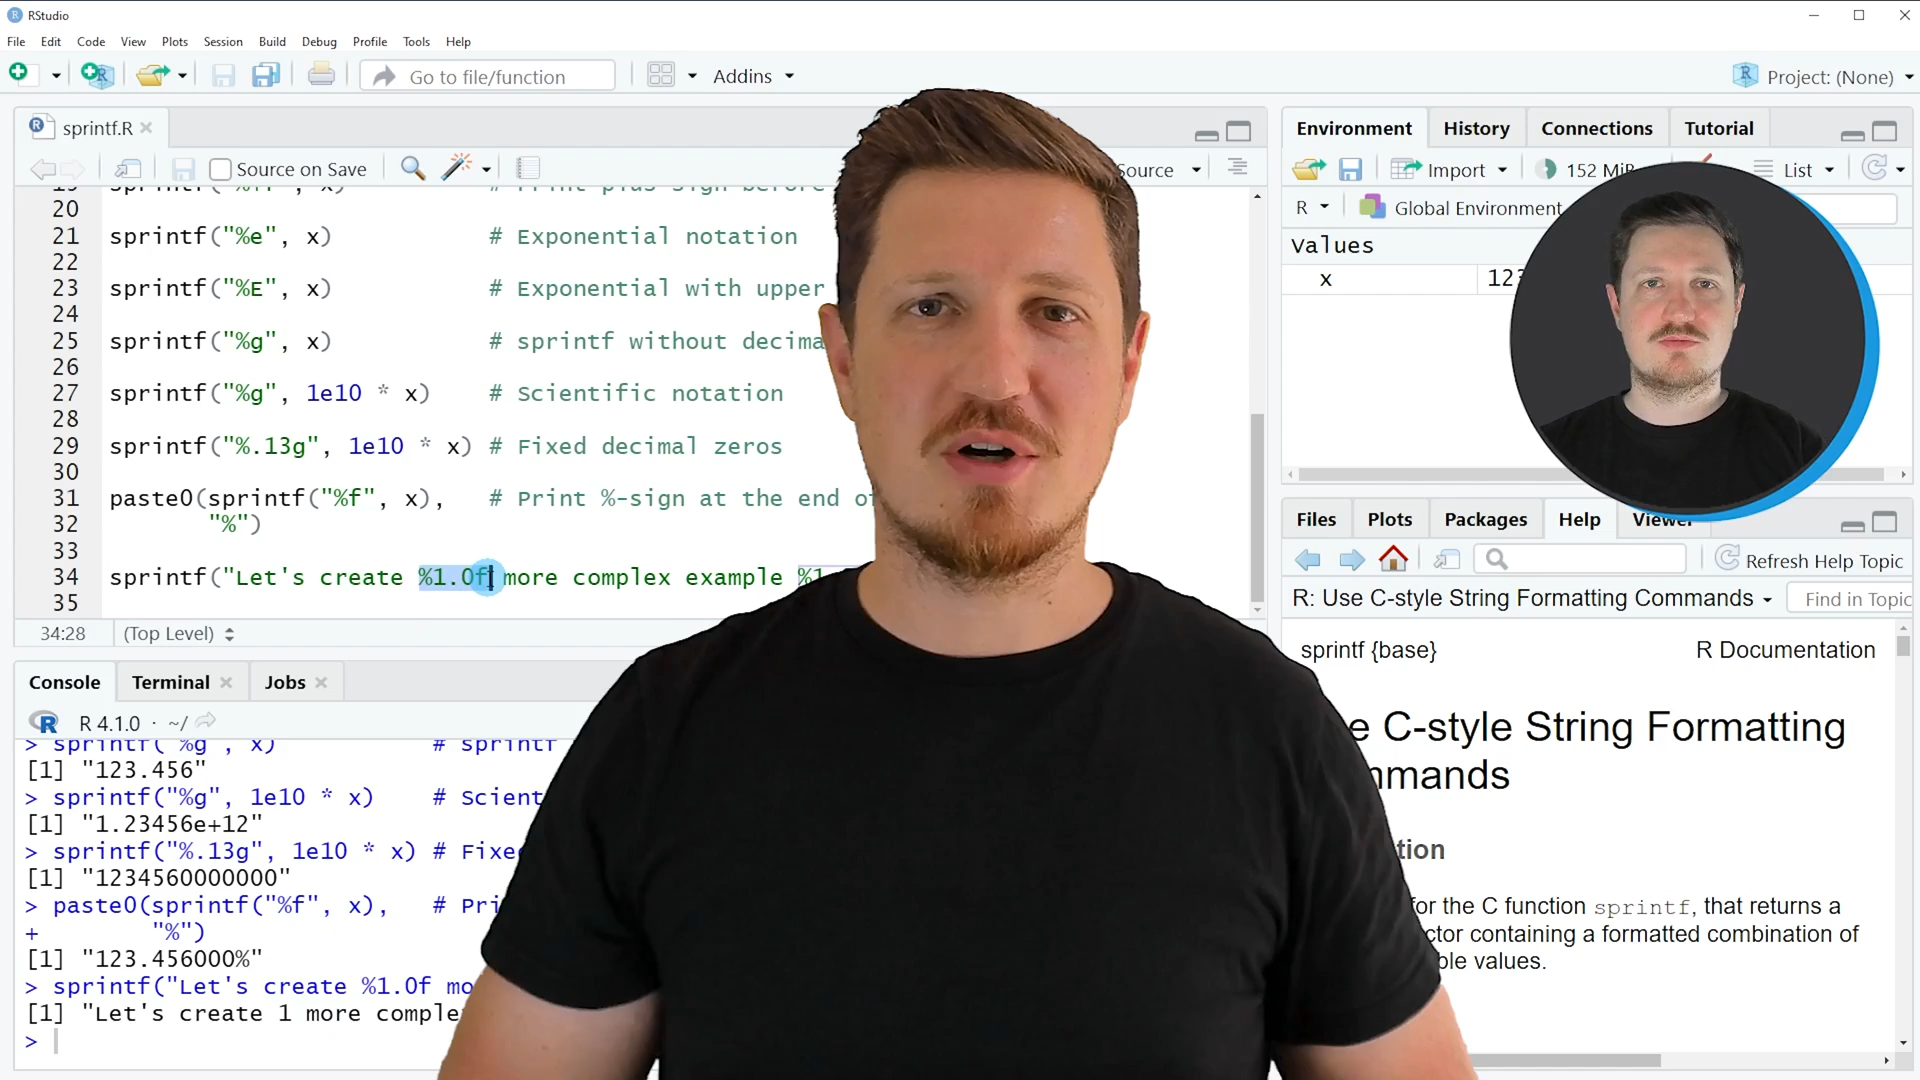 RStudio
File Edit Code View Plots Session Build Debug Profile Tools Help
Go to file/function Addins Project: (None)
sprintf.R
Source on Save Source
20
21 sprintf("%e", x) # Exponential notation
22
23 sprintf("%E", x) # Exponential with upper
24
25 sprintf("%g", x) # sprintf without decima
26
27 sprintf("%g", 1e10 * x) # Scientific notation
28
29 sprintf("%.13g", 1e10 * x) # Fixed decimal zeros
30
31 paste0(sprintf("%f", x), # Print %-sign at the end of
32 "%")
33
34 sprintf("Let's create %1.0f more complex example %1
35
34:28 (Top Level)
Console Terminal Jobs
R 4.1.0 · ~/
> sprintf("%g", x) # sprintf
[1] "123.456"
> sprintf("%g", 1e10 * x) # Scient
[1] "1.23456e+12"
> sprintf("%.13g", 1e10 * x) # Fixe
[1] "1234560000000"
> paste0(sprintf("%f", x), # Pri
+ "%")
[1] "123.456000%"
> sprintf("Let's create %1.0f mo
[1] "Let's create 1 more comple
>
Environment History Connections Tutorial
Import 152 MiB List
R Global Environment
Values
x 123
Files Plots Packages Help Viewer
Refresh Help Topic
R: Use C-style String Formatting Commands Find in Topic
sprintf {base} R Documentation
e C-style String Formatting
mmands
tion
for the C function sprintf, that returns a
ctor containing a formatted combination of
ble values.